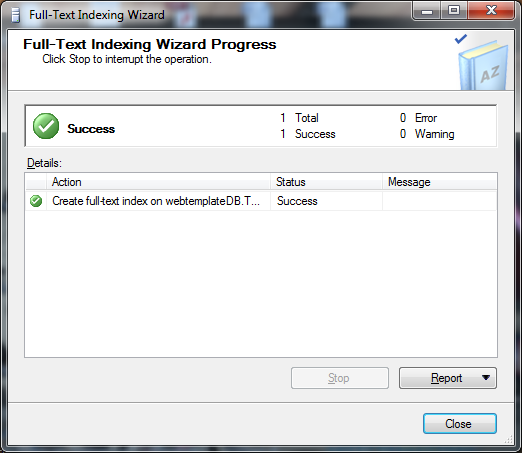 Full-Text Indexing Wizard
Full-Text Indexing Wizard Progress
Click Stop to interrupt the operation.
AZ
Success
1 Total 0 Error
1 Success 0 Warning
Details:
Action Status Message
Create full-text index on webtemplateDB.T... Success
Stop Report
Close